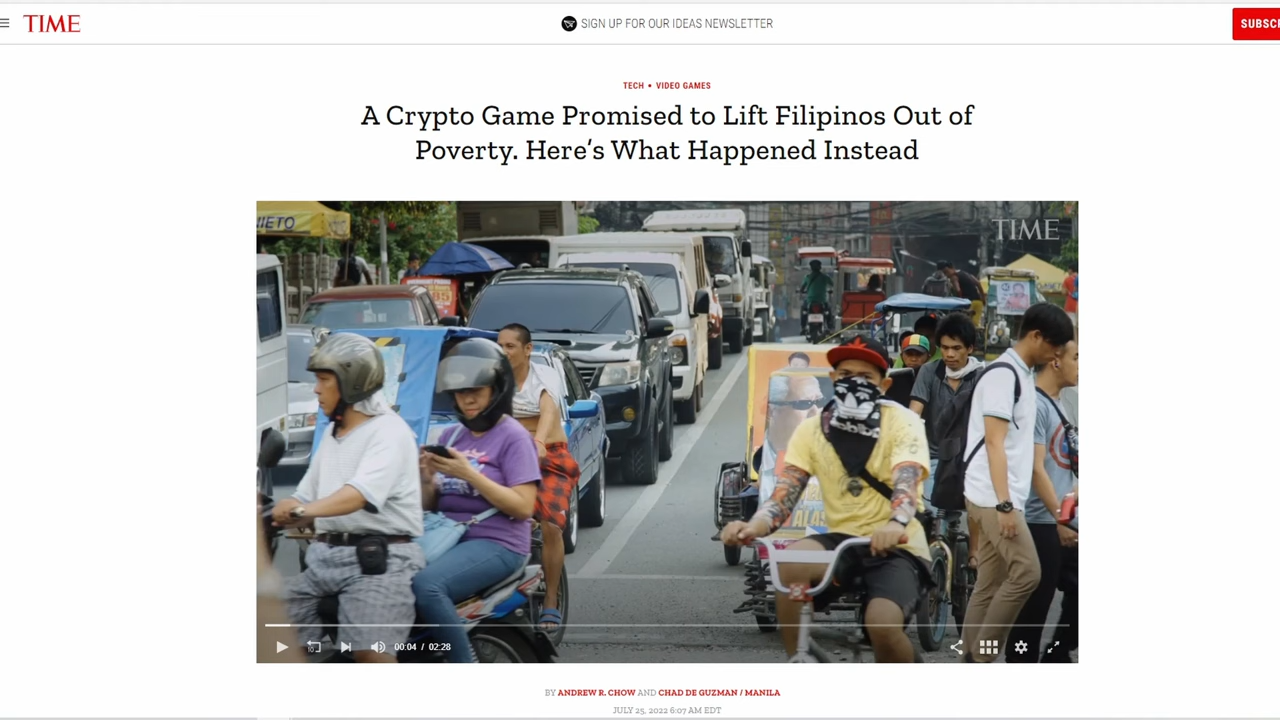 TIME
SIGN UP FOR OUR IDEAS NEWSLETTER
TECH • VIDEO GAMES
A Crypto Game Promised to Lift Filipinos Out of
Poverty. Here's What Happened Instead
TIME
10
00:04 / 02:28
BY ANDREW R. CHOW AND CHAD DE GUZMAN / MANILA
JULY 25, 2022 6:07 AM EDT